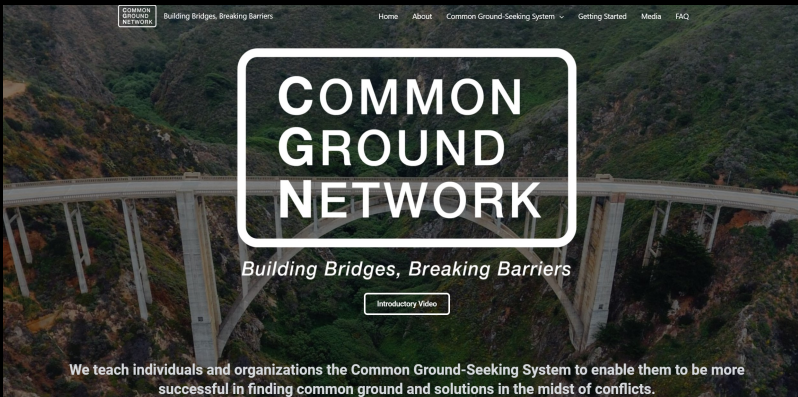 COMMON
GROUND
NETWORK
Building Bridges, Breaking Barriers
Home About Common Ground-Seeking System Getting Started Media FAQ
COMMON
GROUND
NETWORK
Building Bridges, Breaking Barriers
Introductory Video
We teach individuals and organizations the Common Ground-Seeking System to enable them to be more
successful in finding common ground and solutions in the midst of conflicts.